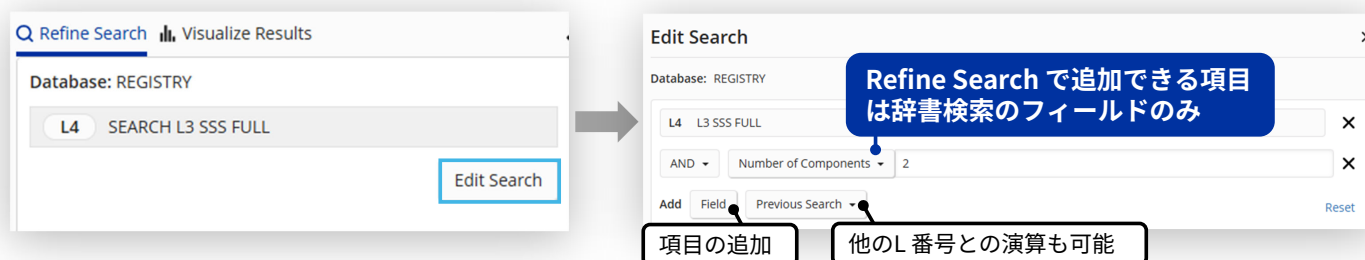 Refine Search Visualize Results
Database: REGISTRY
L4 SEARCH L3 SSS FULL
Edit Search
Edit Search
Database: REGISTRY
Refine Search で追加できる項目
は辞書検索のフィールドのみ
L4 L3 SSS FULL
AND Number of Components 2
Add Field Previous Search Reset
項目の追加
他のL 番号との演算も可能